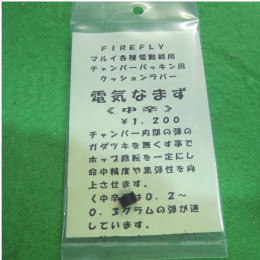 FIREFLY
マルイ各種電動銃用
チャンバーパッキン用
クッションラバー
電気なまず
《中辛》
¥1,200
チャンバー内部の弾の
ガタツキを無くす事で
ホップ回転を一定にし
命中精度や集弾性を向
上させます。
《中辛》は0.2〜
0.3グラムの弾が適
しています。